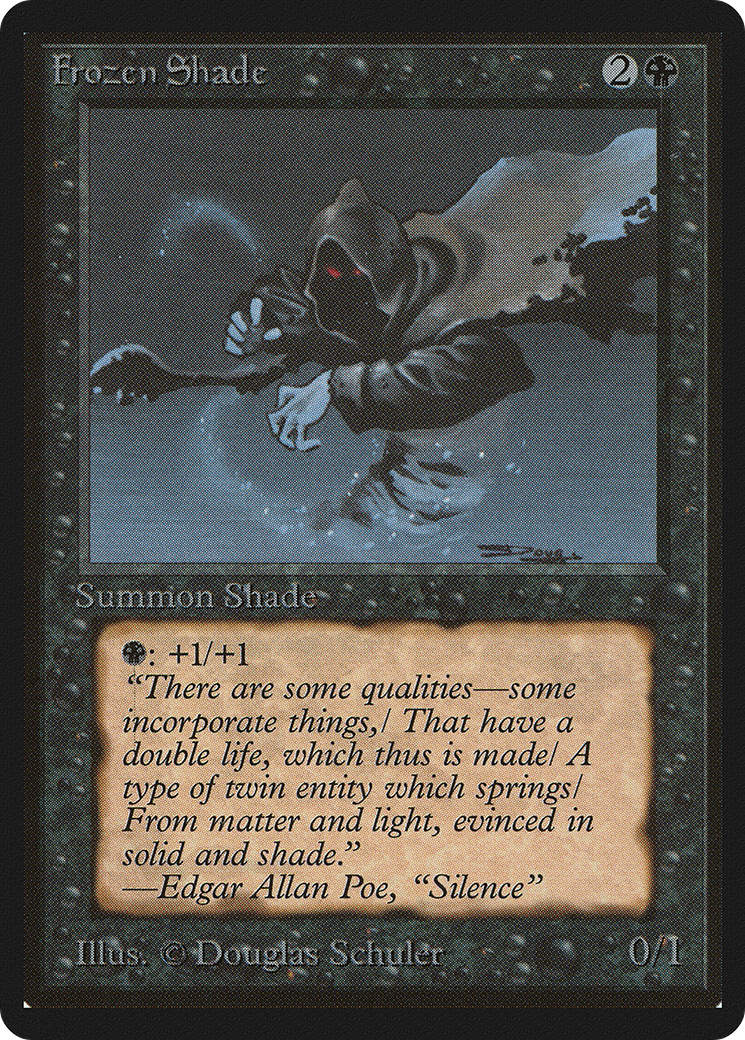 Frozen Shade 2
: +1/+1
“There are some qualities—some
incorporate things,/ That have a
double life, which thus is made/ A
type of twin entity which springs/
From matter and light, evinced in
solid and shade.”
—Edgar Allan Poe, “Silence”
Summon Shade
Illus. © Douglas Schuler 0/1